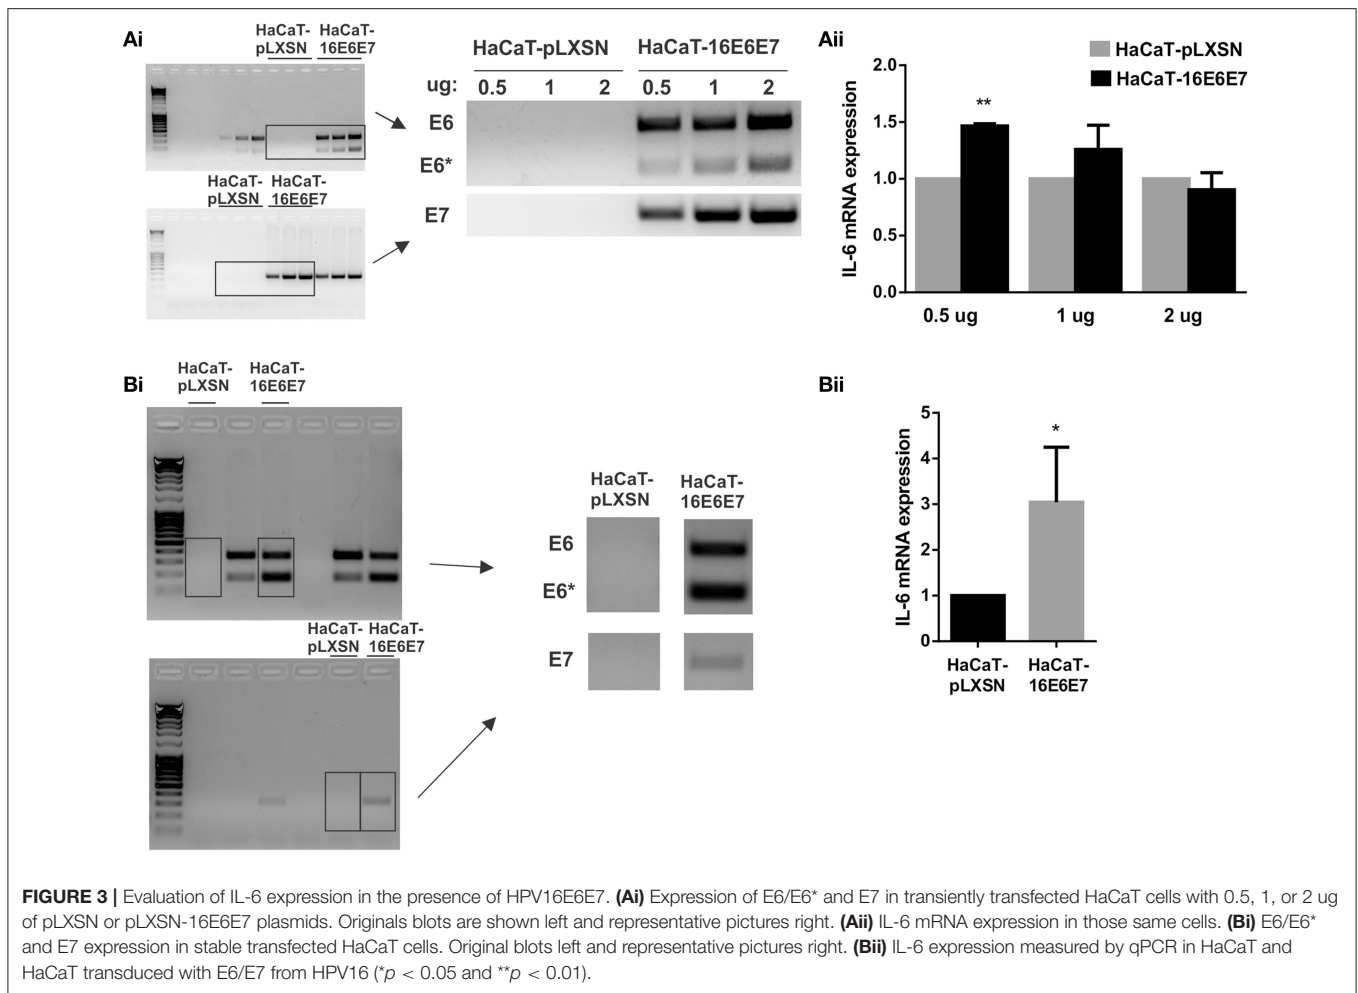 Ai
HaCaT- HaCaT-
pLXSN 16E6E7
HaCaT- HaCaT-
pLXSN 16E6E7
HaCaT-pLXSN HaCaT-16E6E7
ug: 0.5 1 2 0.5 1 2
E6
E6*
E7
Aii
HaCaT-pLXSN
HaCaT-16E6E7
IL-6 mRNA expression
2.0
1.5
1.0
0.5
0.0
**
0.5 ug 1 ug 2 ug
Bi
HaCaT- HaCaT-
pLXSN 16E6E7
HaCaT- HaCaT-
pLXSN 16E6E7
HaCaT- HaCaT-
pLXSN 16E6E7
E6
E6*
E7
Bii
IL-6 mRNA expression
5
4
3
2
1
0
*
HaCaT- HaCaT-
pLXSN 16E6E7
FIGURE 3 | Evaluation of IL-6 expression in the presence of HPV16E6E7. (Ai) Expression of E6/E6* and E7 in transiently transfected HaCaT cells with 0.5, 1, or 2 ug
of pLXSN or pLXSN-16E6E7 plasmids. Originals blots are shown left and representative pictures right. (Aii) IL-6 mRNA expression in those same cells. (Bi) E6/E6*
and E7 expression in stable transfected HaCaT cells. Original blots left and representative pictures right. (Bii) IL-6 expression measured by qPCR in HaCaT and
HaCaT transduced with E6/E7 from HPV16 (*p < 0.05 and **p < 0.01).